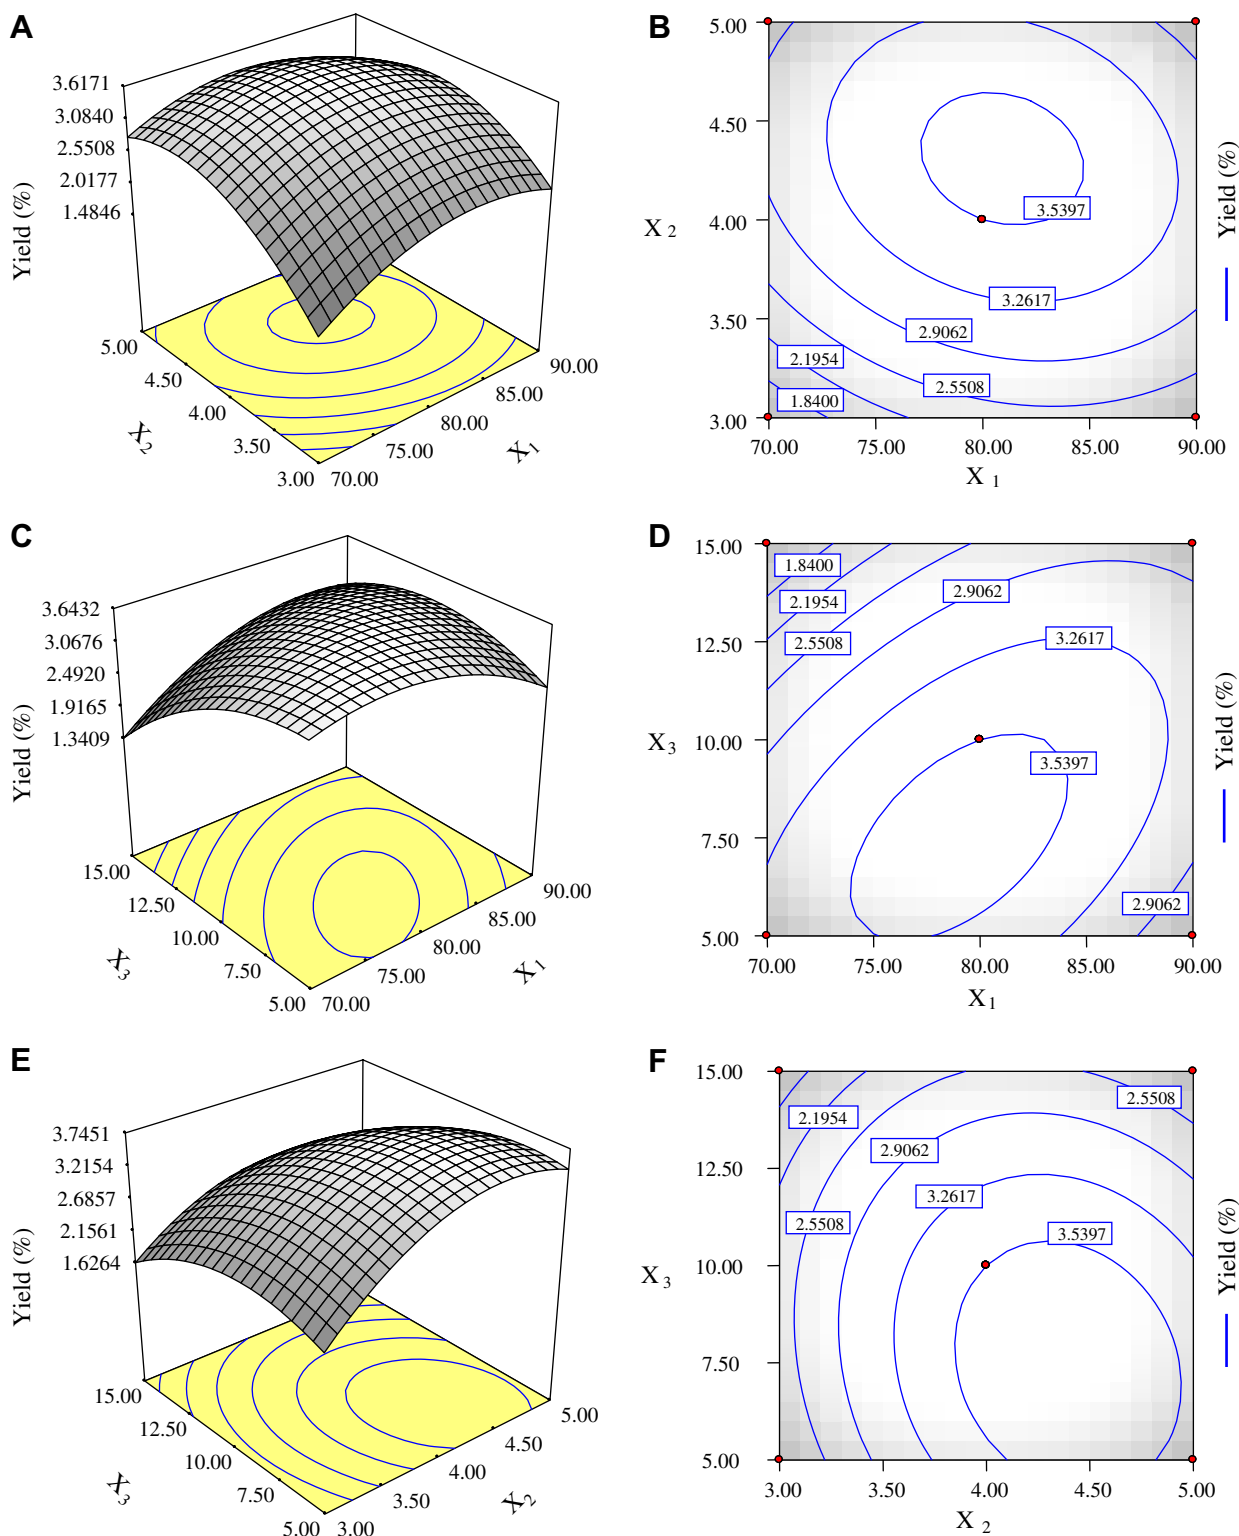 A
3.6171
3.0840
2.5508
2.0177
1.4846
Yield (%)
5.00
4.50
4.00
3.50
3.00
X2
70.00
75.00
80.00
85.00
90.00
X1
B
5.00
4.50
4.00
3.50
3.00
X 2
3.5397
3.2617
2.9062
2.5508
2.1954
1.8400
70.00 75.00 80.00 85.00 90.00
X 1
Yield (%)
C
3.6432
3.0676
2.4920
1.9165
1.3409
Yield (%)
15.00
12.50
10.00
7.50
5.00
X3
70.00
75.00
80.00
85.00
90.00
X1
D
15.00
12.50
10.00
7.50
5.00
X3
1.8400
2.1954
2.5508
2.9062
3.2617
3.5397
2.9062
70.00 75.00 80.00 85.00 90.00
X1
Yield (%)
E
3.7451
3.2154
2.6857
2.1561
1.6264
Yield (%)
15.00
12.50
10.00
7.50
5.00
X3
3.00
3.50
4.00
4.50
5.00
X2
F
15.00
12.50
10.00
7.50
5.00
X 3
2.1954
2.5508
2.9062
3.2617
3.5397
2.5508
3.00 3.50 4.00 4.50 5.00
X 2
Yield (%)